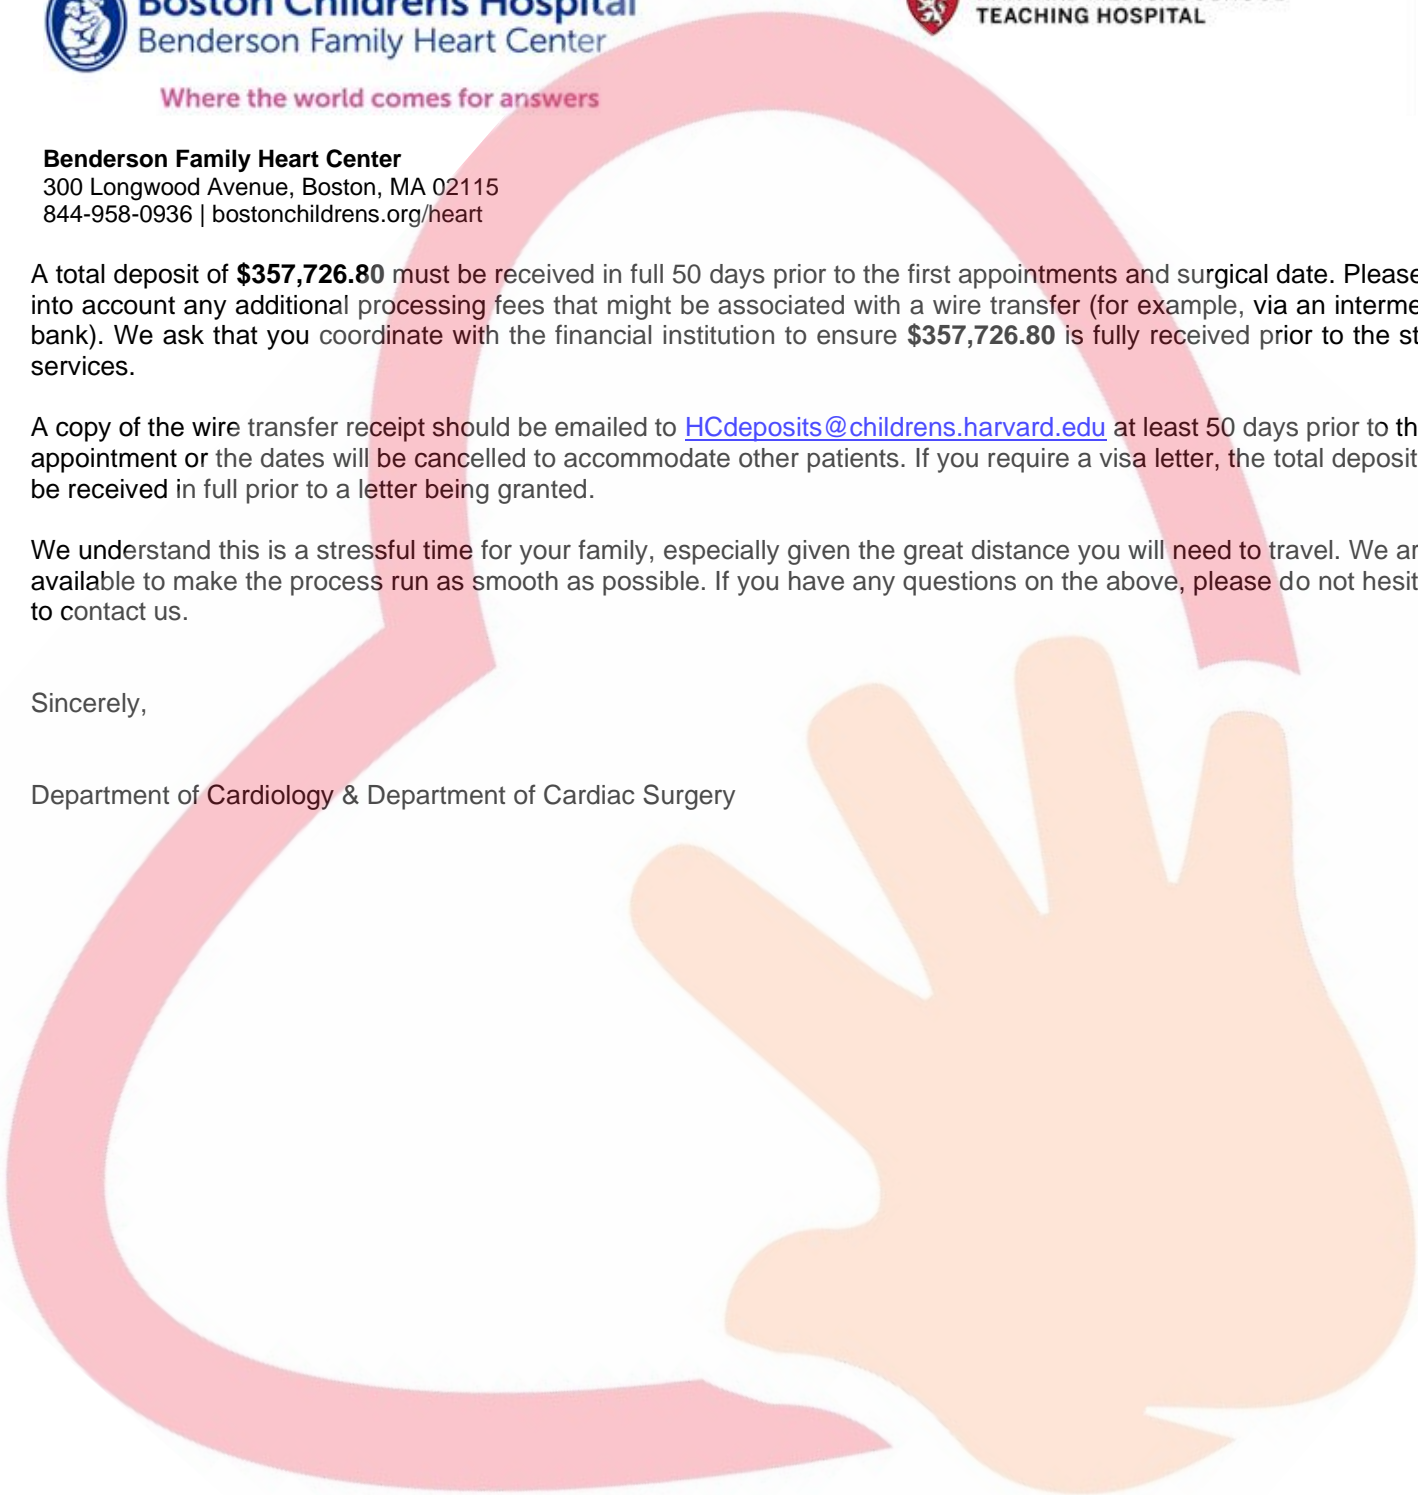 Boston Childrens Hospital
Benderson Family Heart Center
TEACHING HOSPITAL
Where the world comes for answers
Benderson Family Heart Center
300 Longwood Avenue, Boston, MA 02115
844-958-0936 | bostonchildrens.org/heart
A total deposit of $357,726.80 must be received in full 50 days prior to the first appointments and surgical date. Please
into account any additional processing fees that might be associated with a wire transfer (for example, via an interme
bank). We ask that you coordinate with the financial institution to ensure $357,726.80 is fully received prior to the st
services.
A copy of the wire transfer receipt should be emailed to HCdeposits@childrens.harvard.edu at least 50 days prior to th
appointment or the dates will be cancelled to accommodate other patients. If you require a visa letter, the total deposit
be received in full prior to a letter being granted.
We understand this is a stressful time for your family, especially given the great distance you will need to travel. We ar
available to make the process run as smooth as possible. If you have any questions on the above, please do not hesit
to contact us.
Sincerely,
Department of Cardiology & Department of Cardiac Surgery